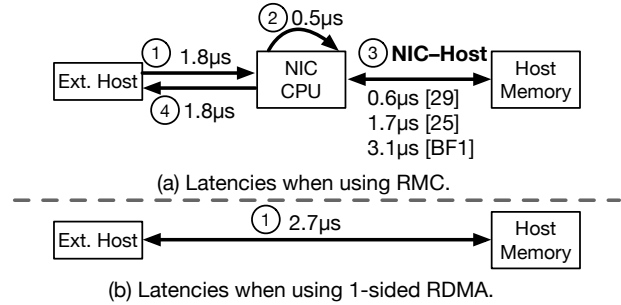 ② 0.5μs
① 1.8μs
Ext. Host
④ 1.8μs
NIC
CPU
③ NIC–Host
0.6μs [29]
1.7μs [25]
3.1μs [BF1]
Host
Memory
(a) Latencies when using RMC.
Ext. Host
① 2.7μs
Host
Memory
(b) Latencies when using 1-sided RDMA.